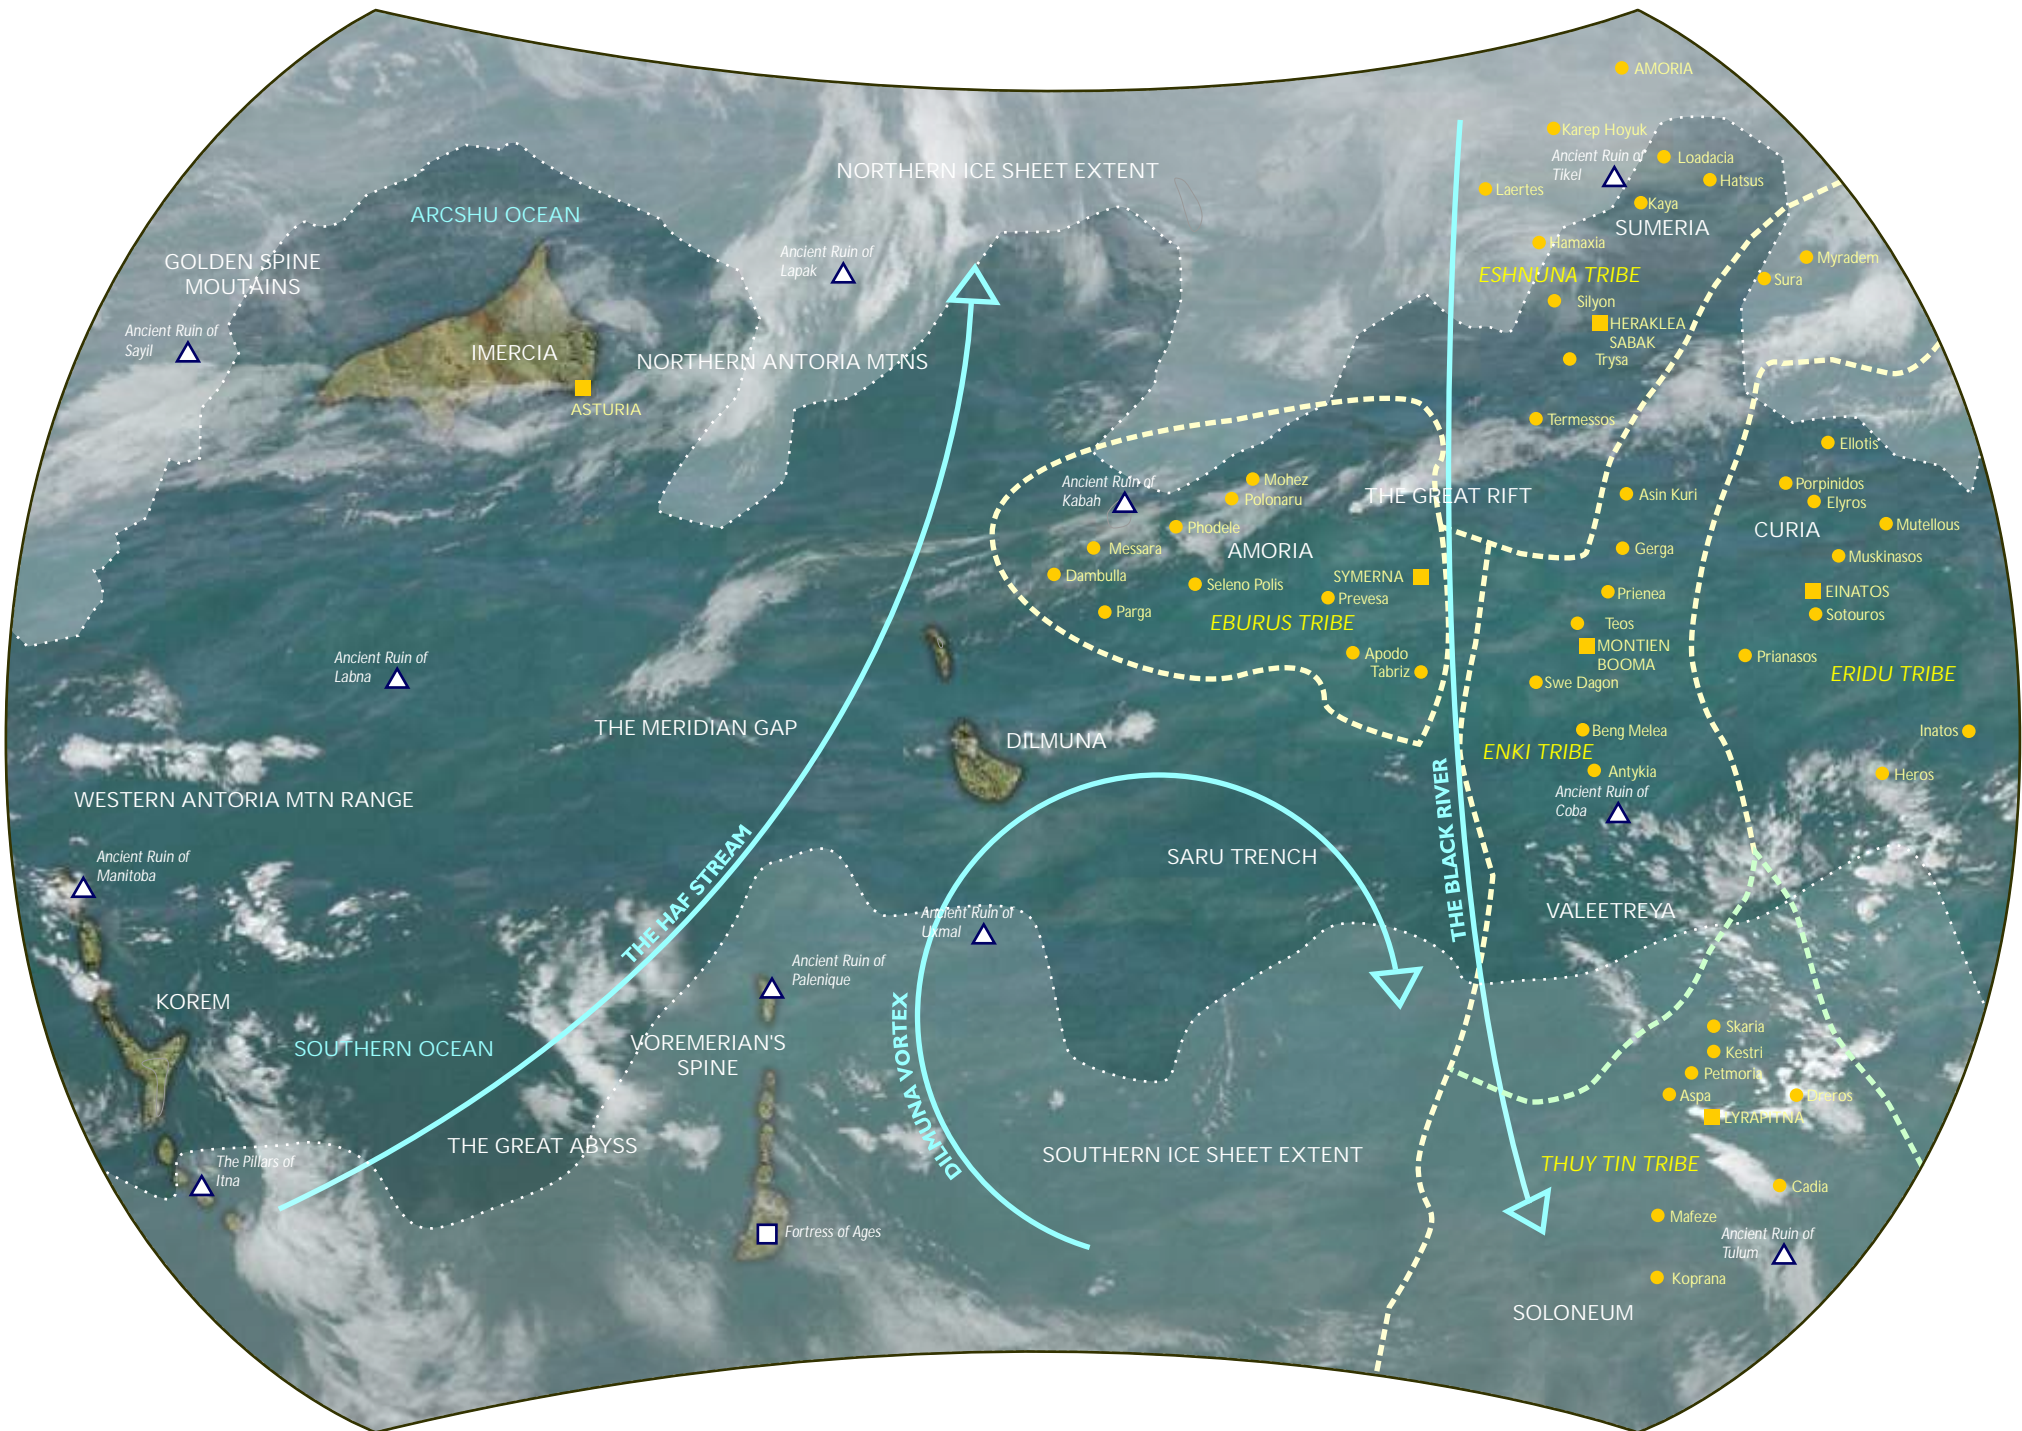 AMORIA
Karep Hoyuk
Ancient Ruin of
Tikel
Loadacia
Hatsus
Laertes
Kaya
SUMERIA
Hamaxia
ESHNUNA TRIBE
Myradem
Sura
Silyon
HERAKLEA
SABAK
Trysa
Termessos
NORTHERN ICE SHEET EXTENT
ARCSHU OCEAN
GOLDEN SPINE
MOUTAINS
Ancient Ruin of
Lapak
Ancient Ruin of
Sayil
IMERCIA
NORTHERN ANTORIA MTNS
ASTURIA
Ellotis
Porpinidos
Elyros
Mutellous
CURIA
Muskinasos
EINATOS
Sotouros
Prianasos
ERIDU TRIBE
Inatos
Heros
Mohez
Ancient Ruin of
Kabah
Polonaru
THE GREAT RIFT
Phodele
AMORIA
Messara
Dambulla
Seleno Polis
SYMERNA
Prevesa
Parga
EBURUS TRIBE
Apodo
Tabriz
Asin Kuri
Gerga
Prienea
Teos
MONTIEN
BOOMA
Swe Dagon
Beng Melea
ENKI TRIBE
Antykia
Ancient Ruin of
Coba
Ancient Ruin of
Labna
THE MERIDIAN GAP
DILMUNA
WESTERN ANTORIA MTN RANGE
THE BLACK RIVER
THE HAF STREAM
SARU TRENCH
Ancient Ruin of
Manitoba
Ancient Ruin of
Uxmal
VALEETREYA
Ancient Ruin of
Palenique
KOREM
SOUTHERN OCEAN
VOREMERIAN'S
SPINE
DILMUNA VORTEX
Skaria
Kestri
Petmoria
Aspa
Dreros
LYRAPITNA
THE GREAT ABYSS
SOUTHERN ICE SHEET EXTENT
The Pillars of
Itna
THUY TIN TRIBE
Cadia
Mafeze
Fortress of Ages
Ancient Ruin of
Tulum
Koprana
SOLONEUM